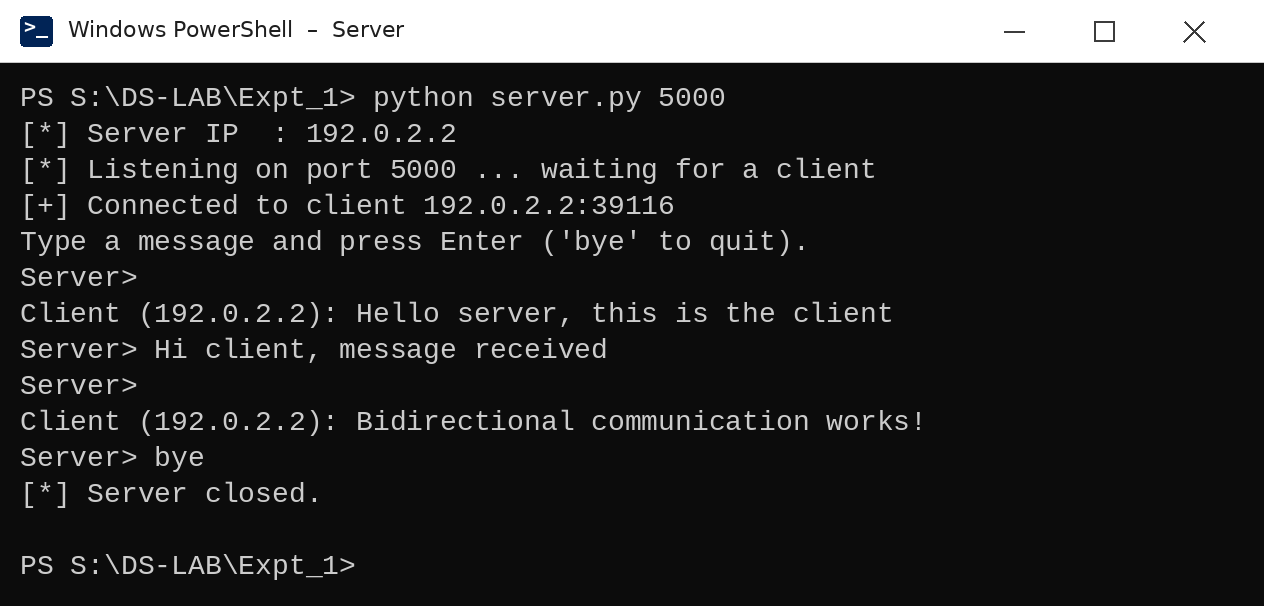 >_ Windows PowerShell – Server
PS S:\DS-LAB\Expt_1> python server.py 5000
[*] Server IP  : 192.0.2.2
[*] Listening on port 5000 ... waiting for a client
[+] Connected to client 192.0.2.2:39116
Type a message and press Enter ('bye' to quit).
Server>
Client (192.0.2.2): Hello server, this is the client
Server> Hi client, message received
Server>
Client (192.0.2.2): Bidirectional communication works!
Server> bye
[*] Server closed.
PS S:\DS-LAB\Expt_1>